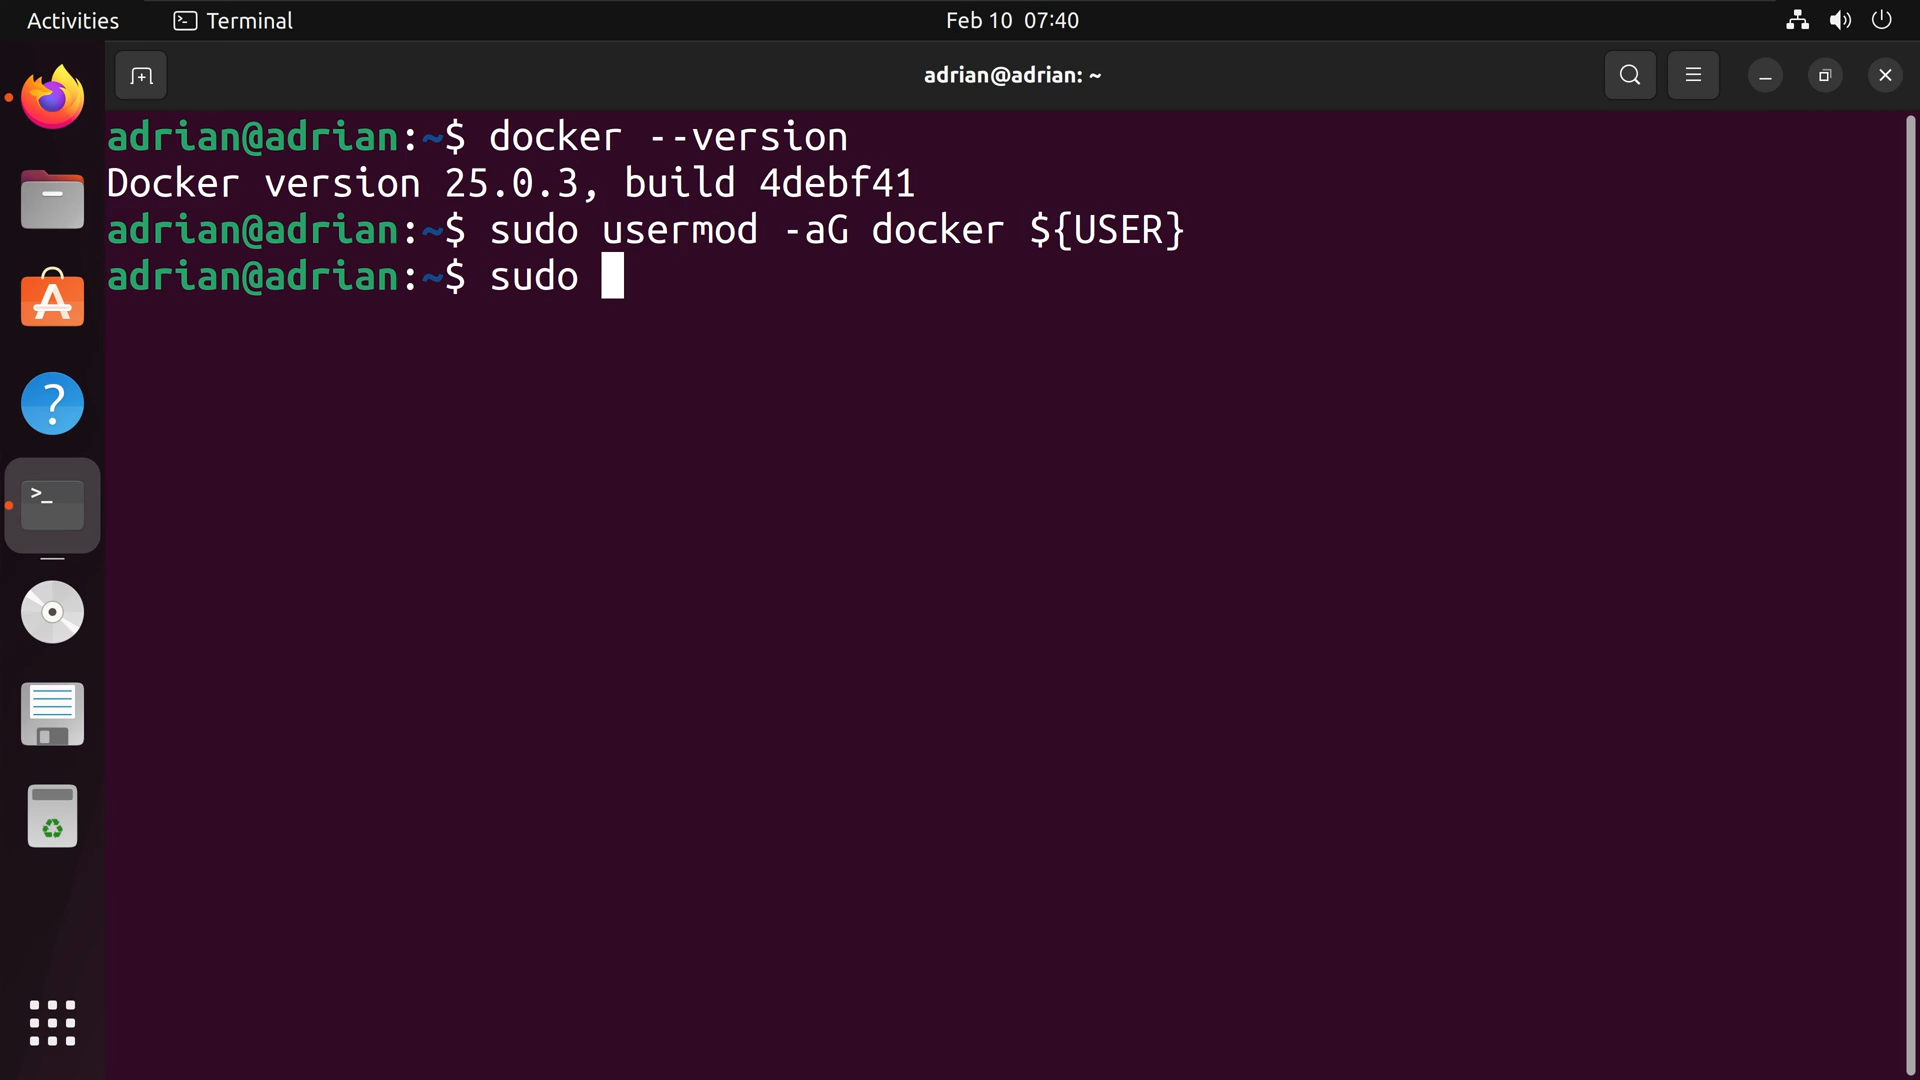 Activities Terminal Feb 10 07:40
adrian@adrian: ~
adrian@adrian:~$ docker --version
Docker version 25.0.3, build 4debf41
adrian@adrian:~$ sudo usermod -aG docker ${USER}
adrian@adrian:~$ sudo